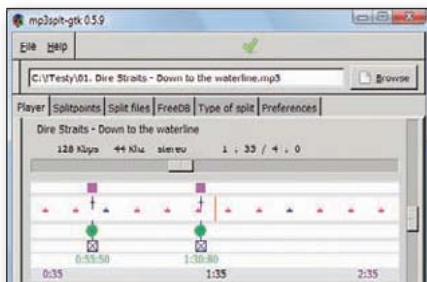 mp3splt-gtk 0.5.9
File Help
C:\!Testy\01. Dire Straits - Down to the waterline.mp3 Browse
Player Splitpoints Split files FreeDB Type of split Preferences
Dire Straits - Down to the waterline
128 Kbps 44 Khz stereo 1 : 33 / 4 : 0
0:55:50 1:30:80
0:35 1:35 2:35